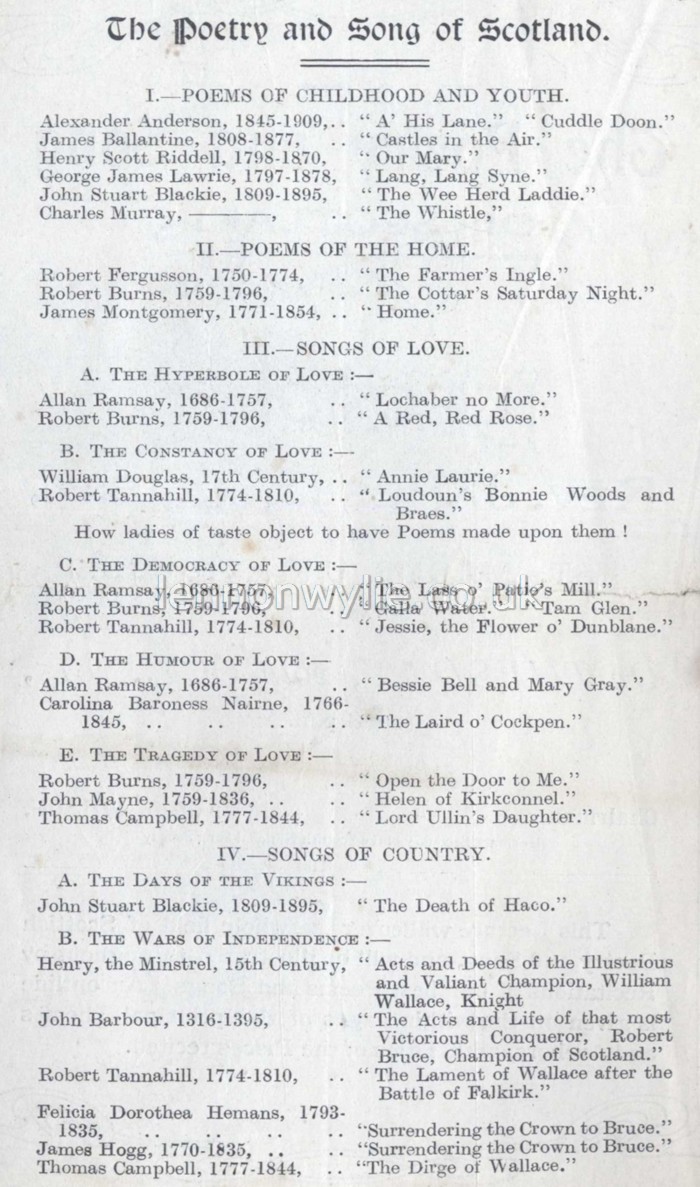 The Poetry and Song of Scotland.
I.—POEMS OF CHILDHOOD AND YOUTH.
Alexander Anderson, 1845-1909,.. "A' His Lane." "Cuddle Doon."
James Ballantine, 1808-1877, .. "Castles in the Air."
Henry Scott Riddell, 1798-1870, "Our Mary."
George James Lawrie, 1797-1878, "Lang, Lang Syne."
John Stuart Blackie, 1809-1895, "The Wee Herd Laddie."
Charles Murray, ———, .. "The Whistle,"
II.—POEMS OF THE HOME.
Robert Fergusson, 1750-1774, .. "The Farmer's Ingle."
Robert Burns, 1759-1796, .. "The Cottar's Saturday Night."
James Montgomery, 1771-1854, .. "Home."
III.—SONGS OF LOVE.
A. The Hyperbole of Love :—
Allan Ramsay, 1686-1757, .. "Lochaber no More."
Robert Burns, 1759-1796, .. "A Red, Red Rose."
B. The Constancy of Love :—
William Douglas, 17th Century, .. "Annie Laurie."
Robert Tannahill, 1774-1810, .. "Loudoun's Bonnie Woods and
Braes."
How ladies of taste object to have Poems made upon them !
C. The Democracy of Love :—
Allan Ramsay, 1686-1757, .. "The Lass o' Patie's Mill."
Robert Burns, 1759-1796, .. "Galla Water." "Tam Glen."
lennonwylie.co.uk
Robert Tannahill, 1774-1810, .. "Jessie, the Flower o' Dunblane."
D. The Humour of Love :—
Allan Ramsay, 1686-1757, .. "Bessie Bell and Mary Gray."
Carolina Baroness Nairne, 1766-
1845, .. .. .. .. "The Laird o' Cockpen."
E. The Tragedy of Love :—
Robert Burns, 1759-1796, .. "Open the Door to Me."
John Mayne, 1759-1836, .. .. "Helen of Kirkconnel."
Thomas Campbell, 1777-1844, .. "Lord Ullin's Daughter."
IV.—SONGS OF COUNTRY.
A. The Days of the Vikings :—
John Stuart Blackie, 1809-1895, "The Death of Haco."
B. The Wars of Independence :—
Henry, the Minstrel, 15th Century, "Acts and Deeds of the Illustrious
and Valiant Champion, William
Wallace, Knight
John Barbour, 1316-1395, .. "The Acts and Life of that most
Victorious Conqueror, Robert
Bruce, Champion of Scotland."
Robert Tannahill, 1774-1810, .. "The Lament of Wallace after the
Battle of Falkirk."
Felicia Dorothea Hemans, 1793-
1835, .. .. .. .. "Surrendering the Crown to Bruce."
James Hogg, 1770-1835, .. .. "Surrendering the Crown to Bruce."
Thomas Campbell, 1777-1844, .. "The Dirge of Wallace."